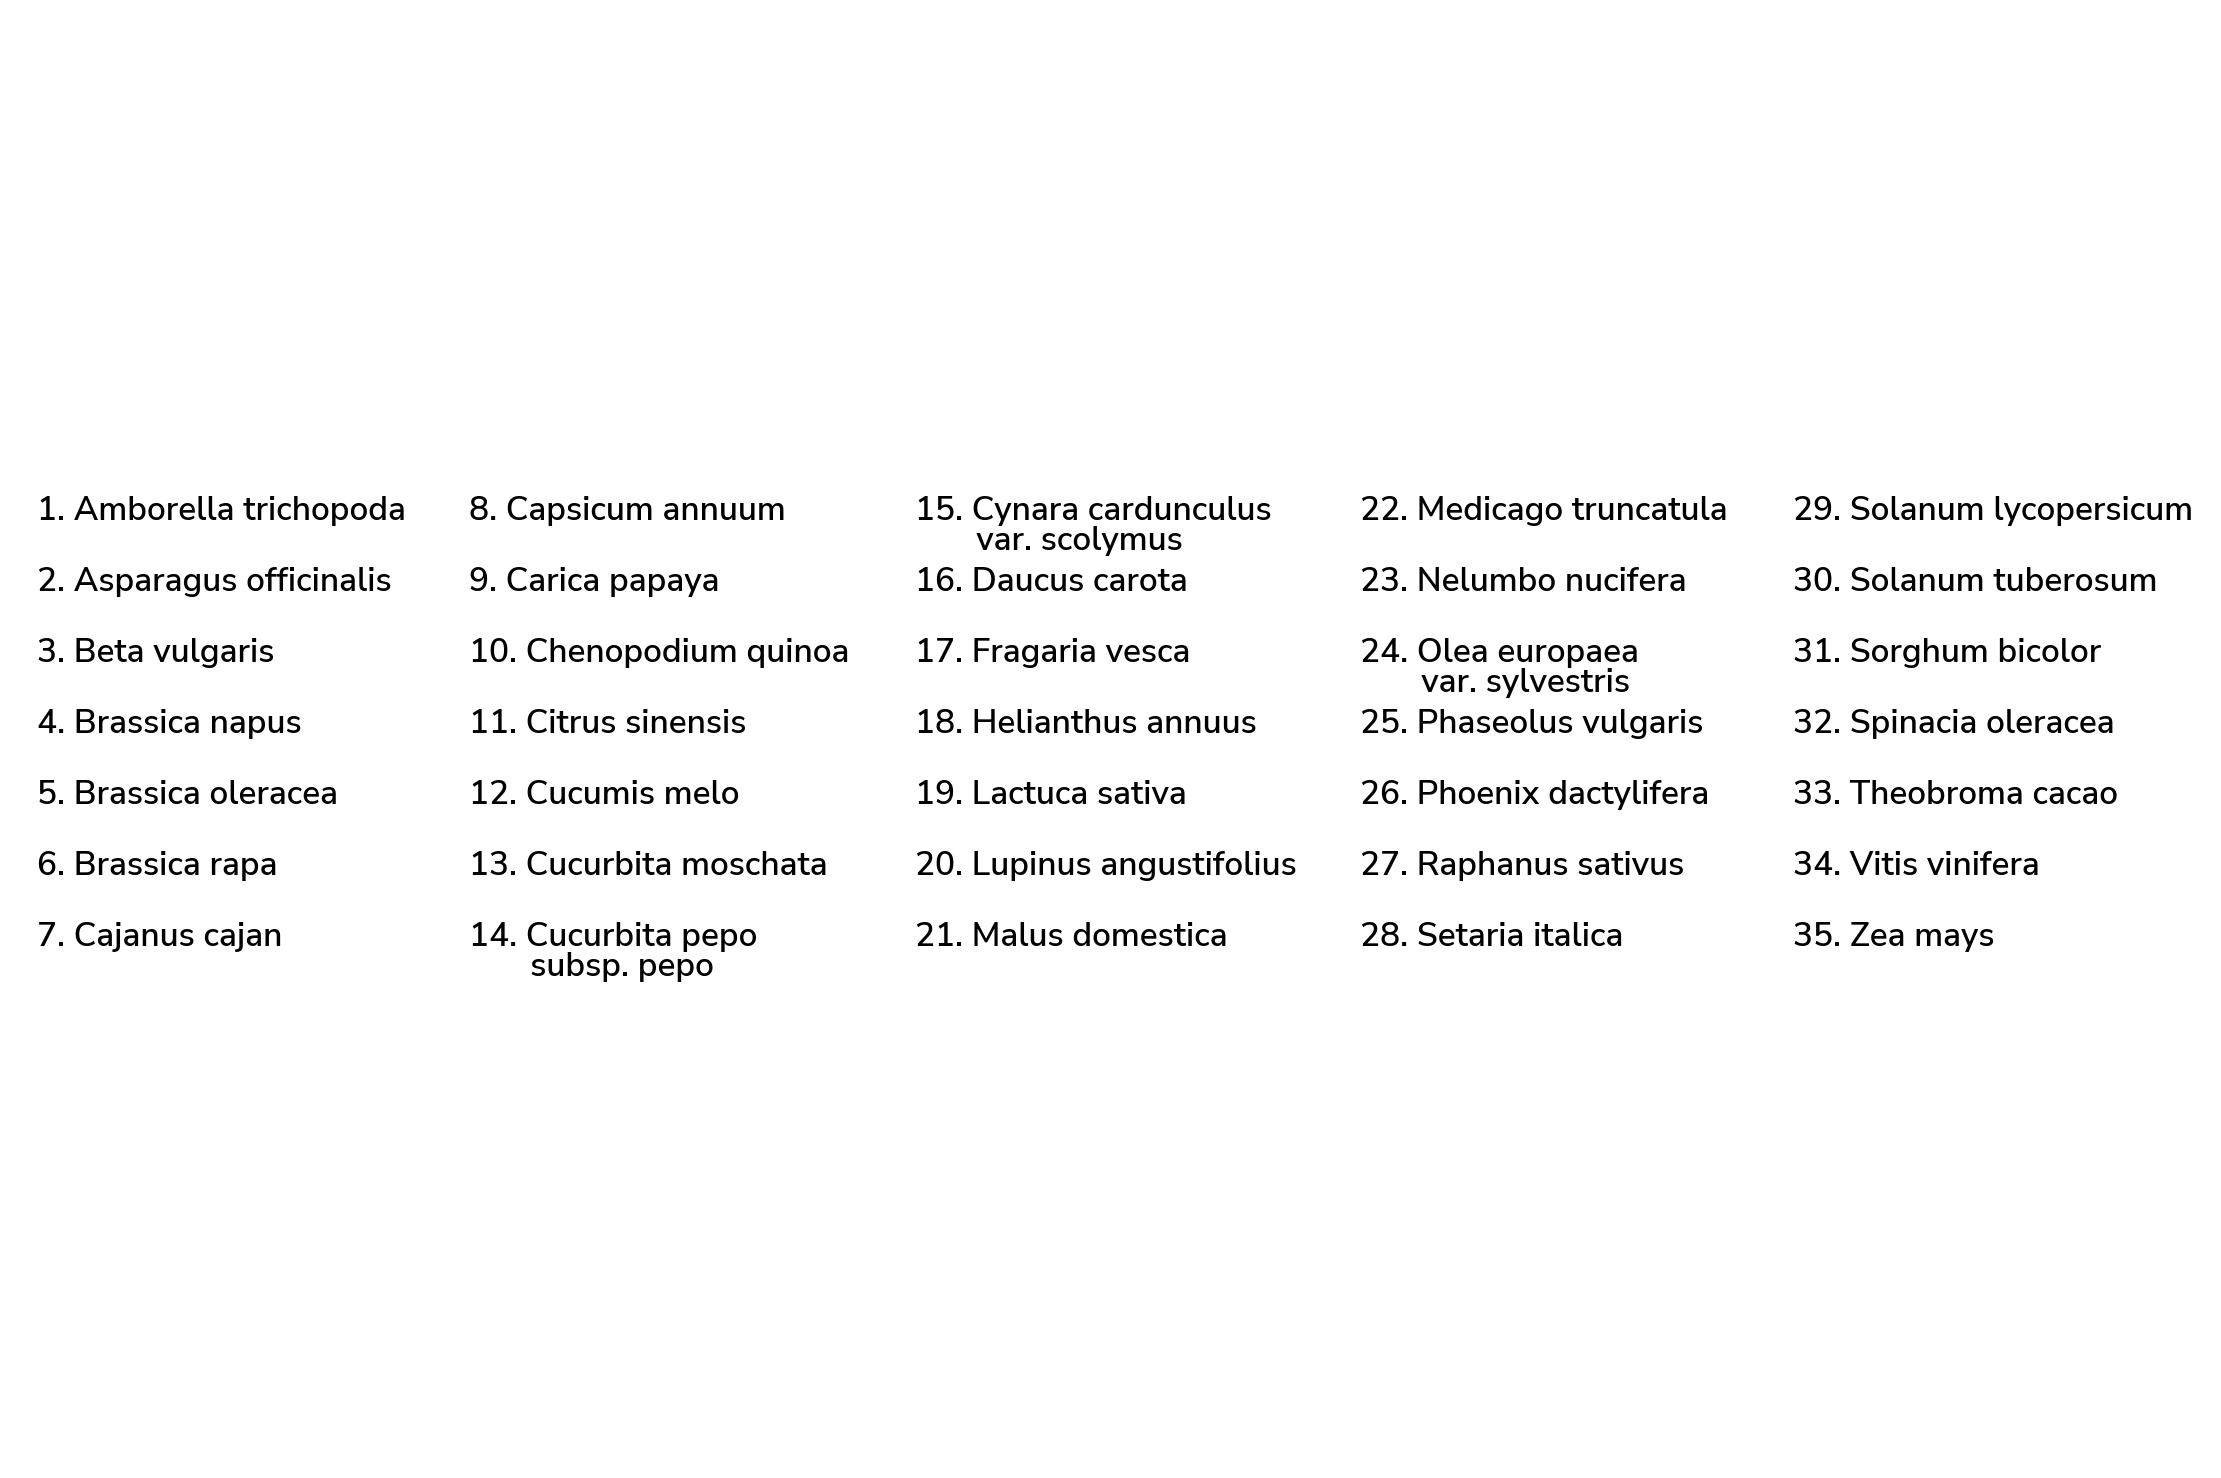 1. Amborella trichopoda
2. Asparagus officinalis
3. Beta vulgaris
4. Brassica napus
5. Brassica oleracea
6. Brassica rapa
7. Cajanus cajan
8. Capsicum annuum
9. Carica papaya
10. Chenopodium quinoa
11. Citrus sinensis
12. Cucumis melo
13. Cucurbita moschata
14. Cucurbita pepo
subsp. pepo
15. Cynara cardunculus
var. scolymus
16. Daucus carota
17. Fragaria vesca
18. Helianthus annuus
19. Lactuca sativa
20. Lupinus angustifolius
21. Malus domestica
22. Medicago truncatula
23. Nelumbo nucifera
24. Olea europaea
var. sylvestris
25. Phaseolus vulgaris
26. Phoenix dactylifera
27. Raphanus sativus
28. Setaria italica
29. Solanum lycopersicum
30. Solanum tuberosum
31. Sorghum bicolor
32. Spinacia oleracea
33. Theobroma cacao
34. Vitis vinifera
35. Zea mays